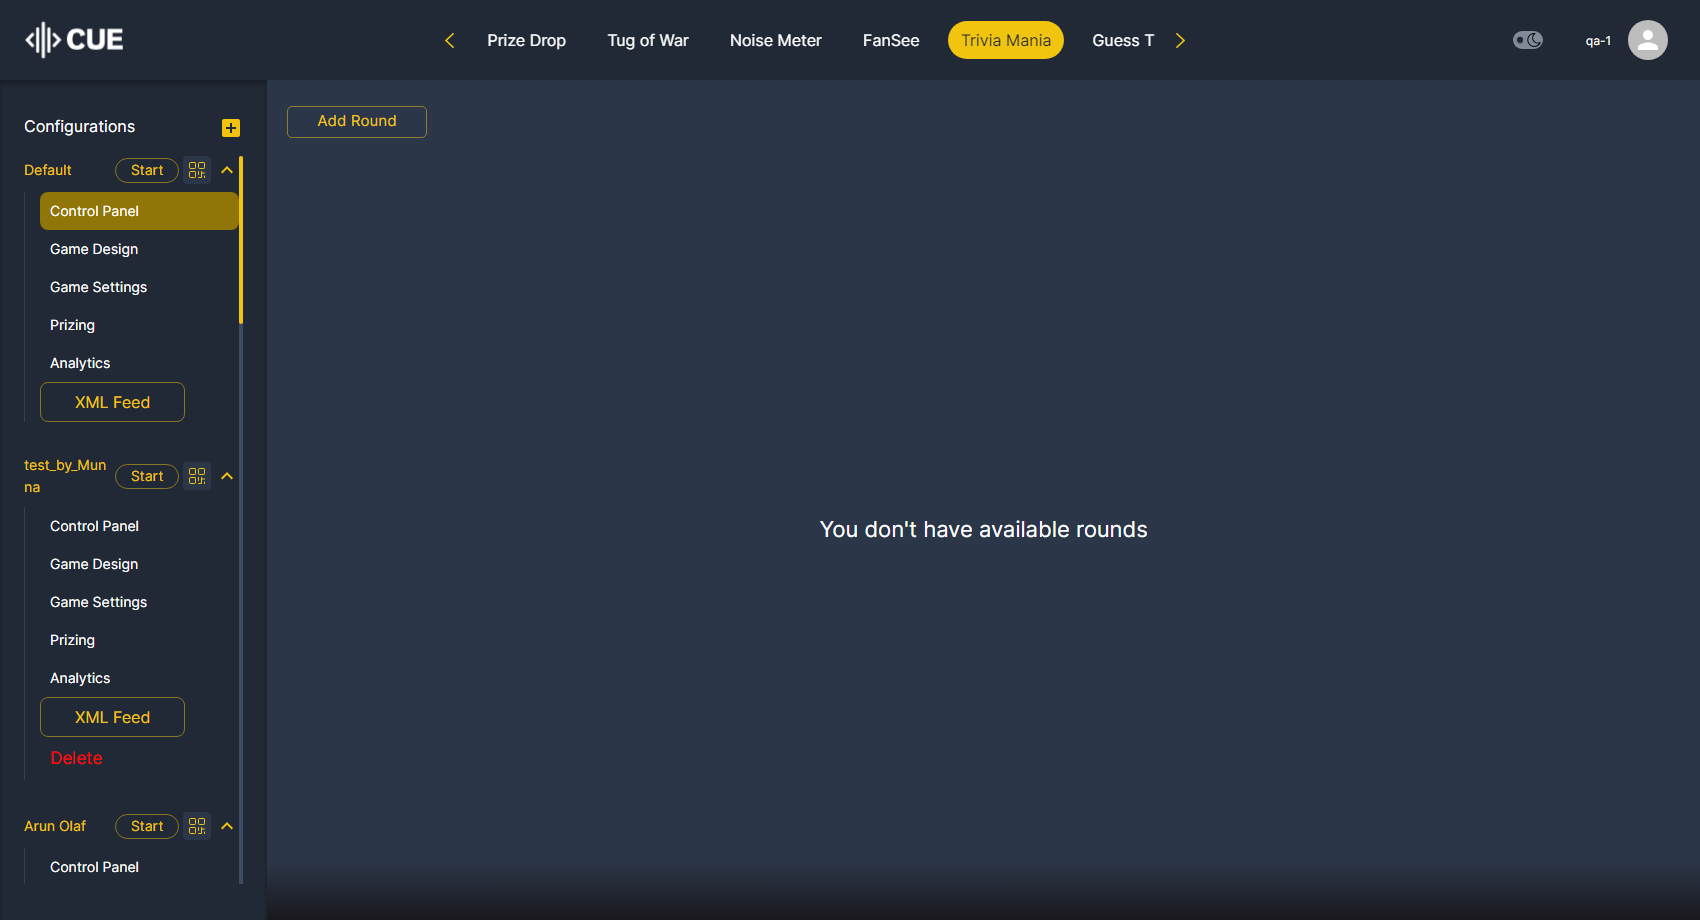 CUE
Prize Drop
Tug of War
Noise Meter
FanSee
Trivia Mania
Guess T
qa-1
Configurations
Default
Start
Control Panel
Game Design
Game Settings
Prizing
Analytics
XML Feed
test_by_Mun
na
Start
Control Panel
Game Design
Game Settings
Prizing
Analytics
XML Feed
Delete
Arun Olaf
Start
Control Panel
Add Round
You don't have available rounds